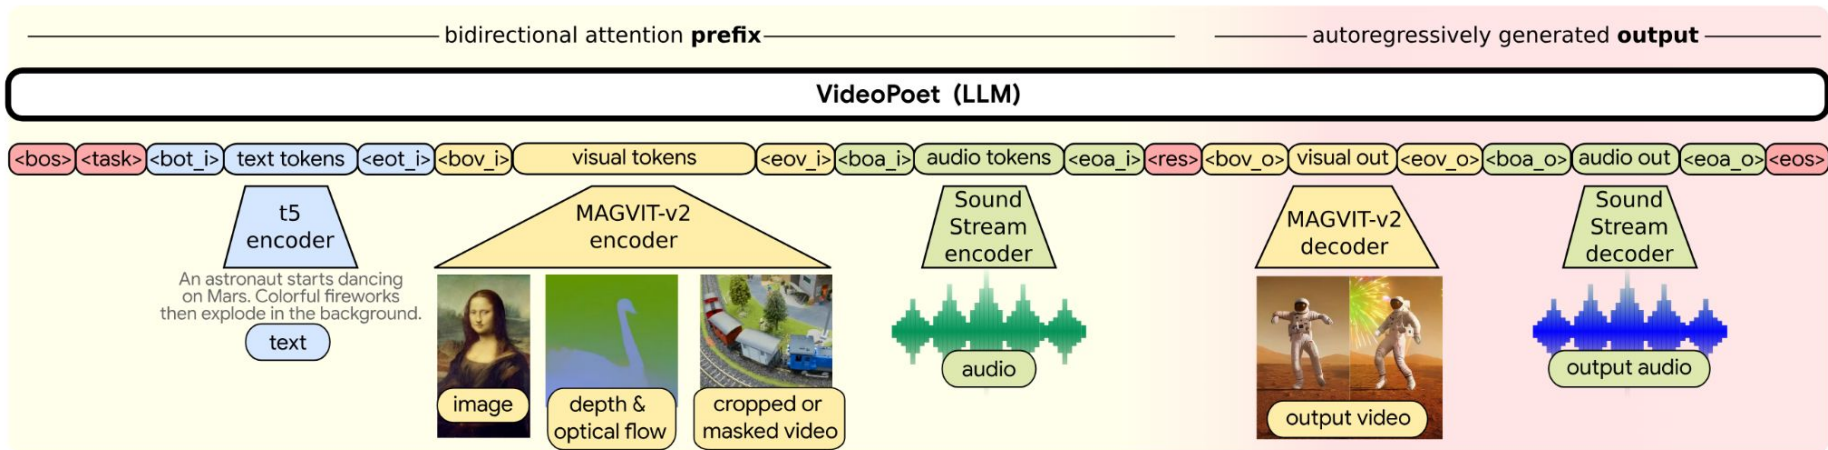 bidirectional attention prefix
autoregressively generated output
VideoPoet (LLM)
<bos> <task> <bot_i> text tokens <eot_i> <bov_i> visual tokens <eov_i> <boa_i> audio tokens <eoa_i> <res> <bov_o> visual out <eov_o> <boa_o> audio out <eoa_o> <eos>
t5
encoder
An astronaut starts dancing
on Mars. Colorful fireworks
then explode in the background.
text
MAGVIT-v2
encoder
image
depth &
optical flow
cropped or
masked video
Sound
Stream
encoder
audio
MAGVIT-v2
decoder
output video
Sound
Stream
decoder
output audio